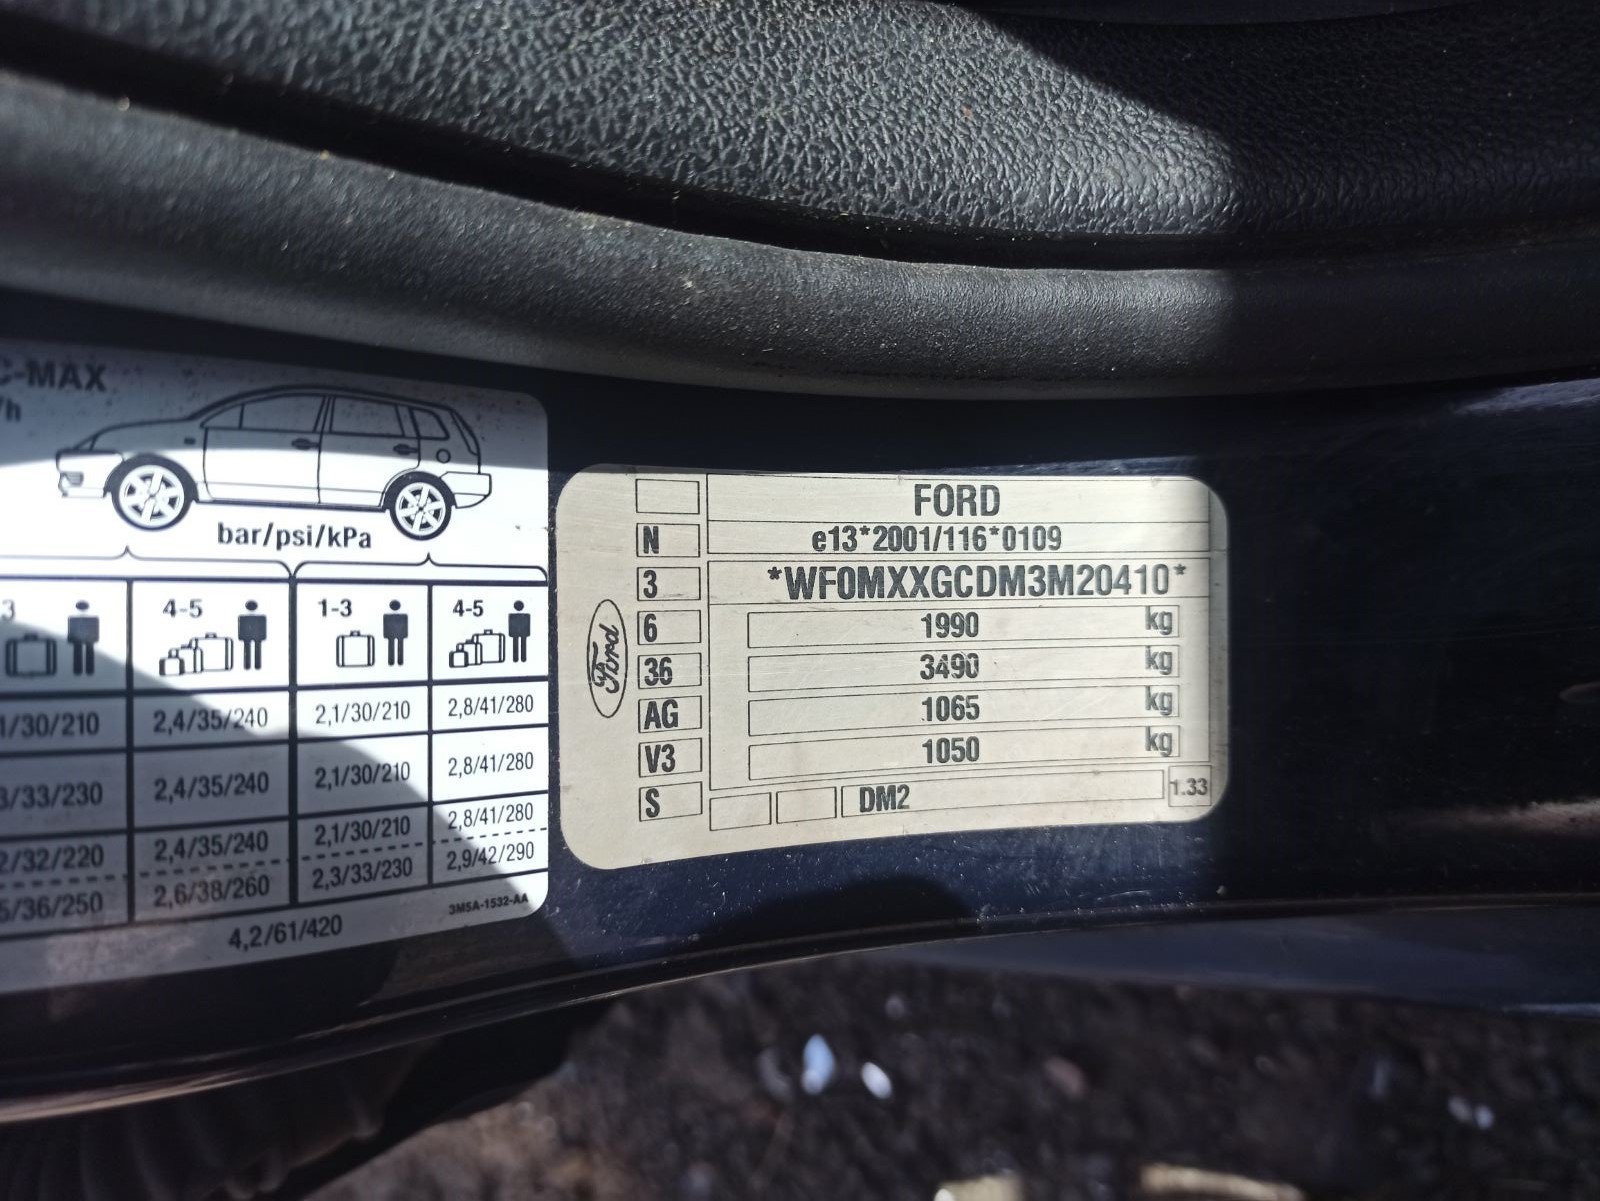 C-MAX
/h
bar/psi/kPa
3 4-5 1-3 4-5
1/30/210 2,4/35/240 2,1/30/210 2,8/41/280
3/33/230 2,4/35/240 2,1/30/210 2,8/41/280
2/32/220 2,4/35/240 2,1/30/210 2,8/41/280
5/36/250 2,6/38/260 2,3/33/230 2,9/42/290
4,2/61/420
3M5A-1532-AA
Ford
FORD
N e13*2001/116*0109
3 *WF0MXXGCDM3M20410*
6 1990 kg
36 3490 kg
AG 1065 kg
V3 1050 kg
S DM2 1.33